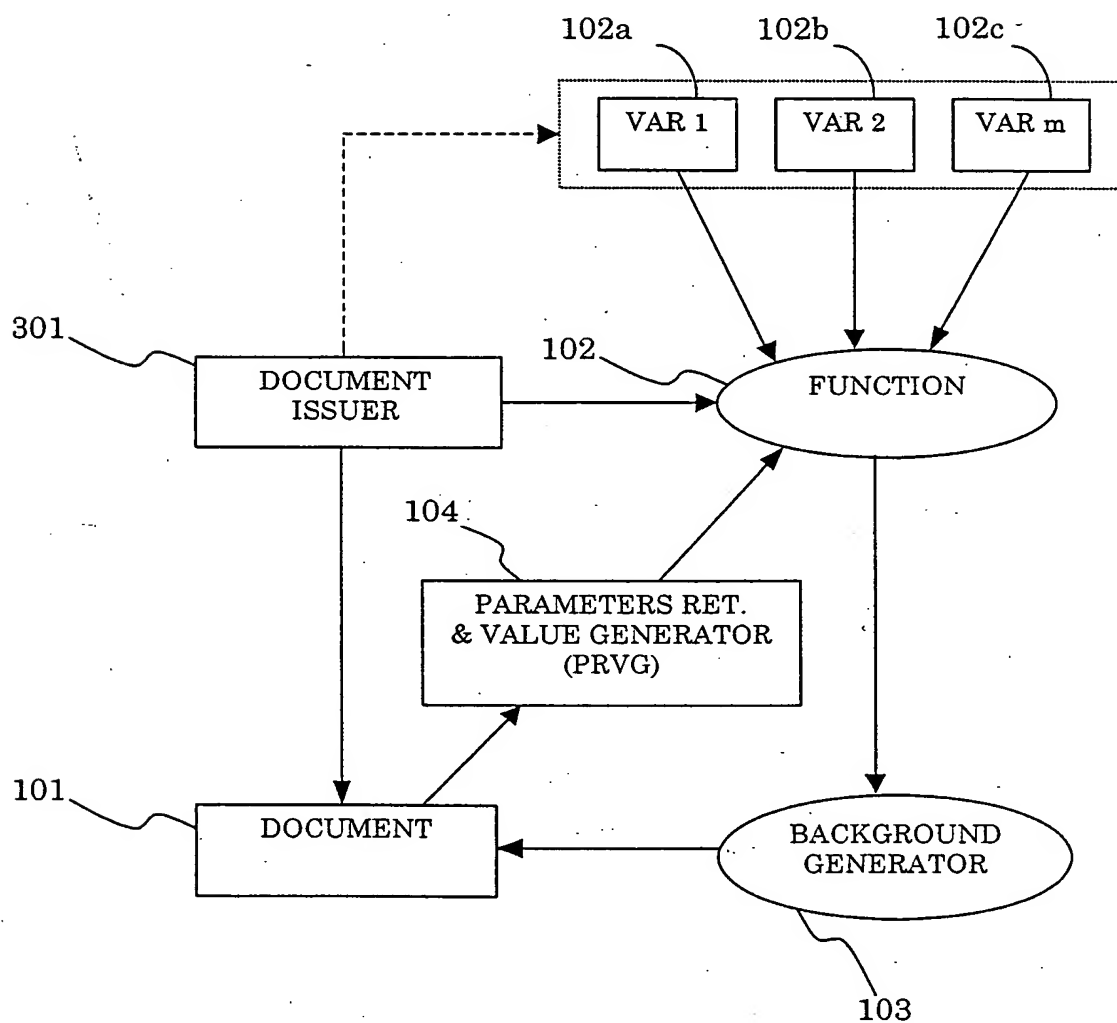 102a
102b
102c
VAR 1
VAR 2
VAR m
301
DOCUMENT
ISSUER
102
FUNCTION
104
PARAMETERS RET.
& VALUE GENERATOR
(PRVG)
101
DOCUMENT
BACKGROUND
GENERATOR
103